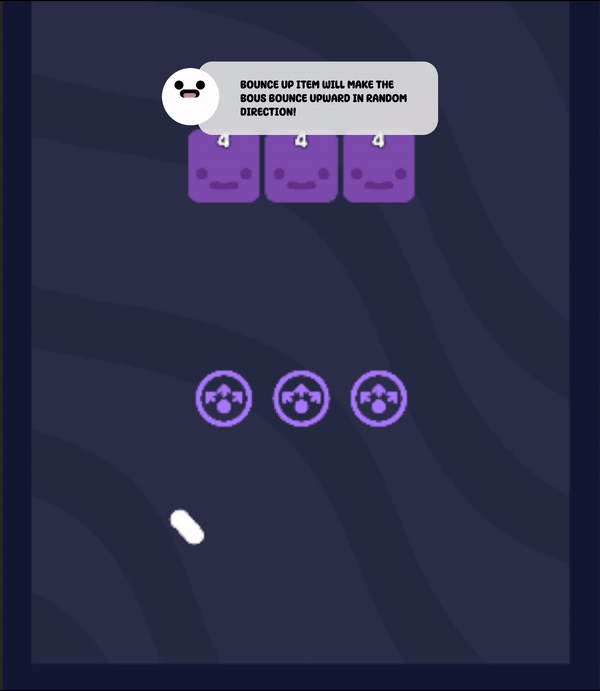 BOUNCE UP ITEM WILL MAKE THE
BOUS BOUNCE UPWARD IN RANDOM
DIRECTION!
4 4 4